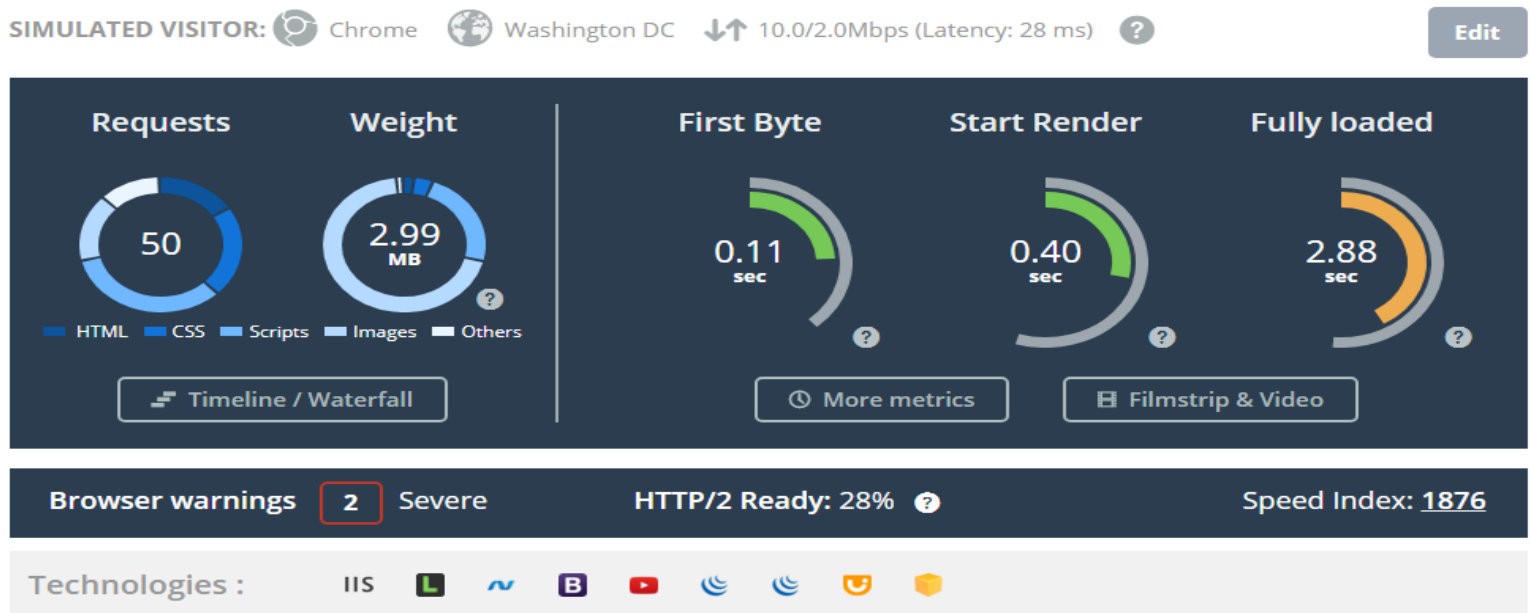 SIMULATED VISITOR: Chrome Washington DC 10.0/2.0Mbps (Latency: 28 ms) ? Edit
Requests Weight First Byte Start Render Fully loaded
50 2.99 MB ? 0.11 sec ? 0.40 sec ? 2.88 sec ?
HTML CSS Scripts Images Others
Timeline / Waterfall More metrics Filmstrip & Video
Browser warnings 2 Severe HTTP/2 Ready: 28% ? Speed Index: 1876
Technologies : IIS L B